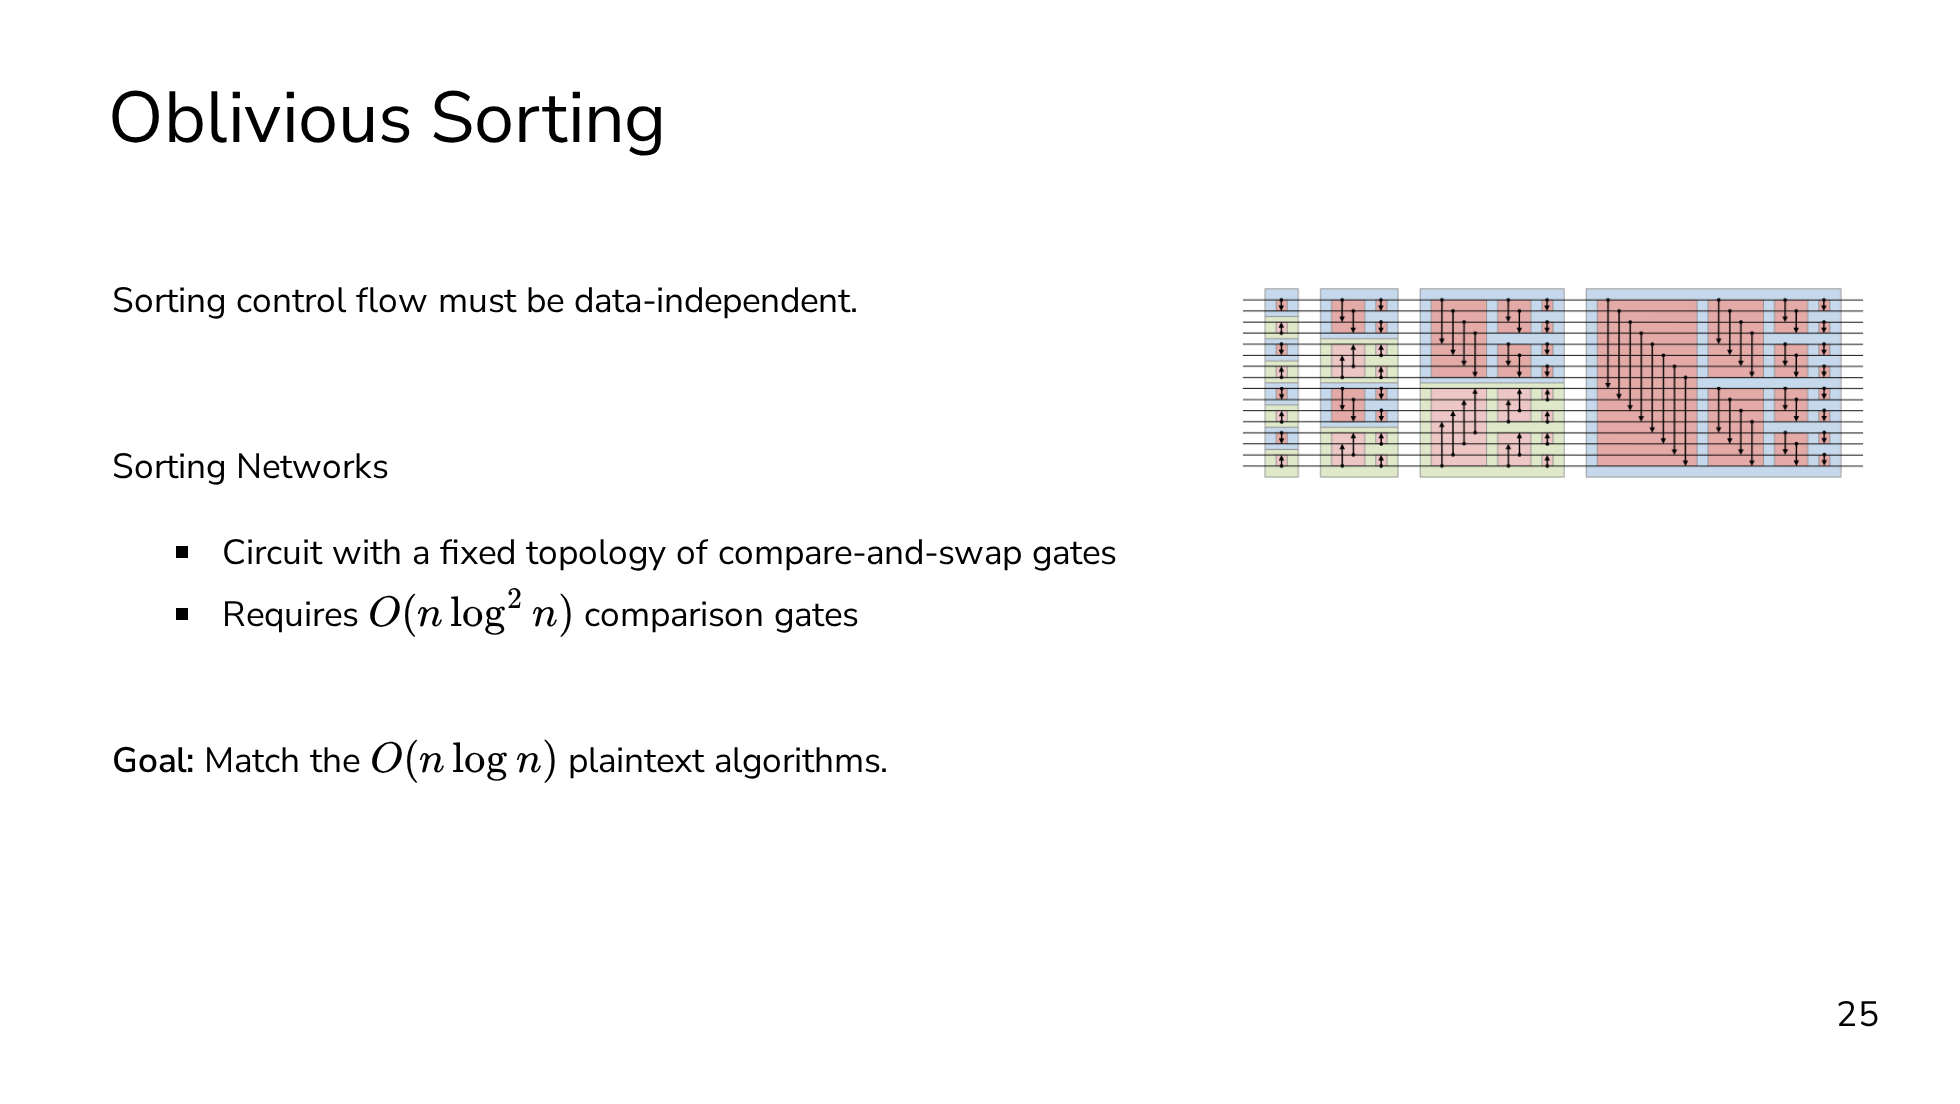 Oblivious Sorting
Sorting control flow must be data-independent.
Sorting Networks
▪ Circuit with a fixed topology of compare-and-swap gates
▪ Requires O(n log² n) comparison gates
Goal: Match the O(n log n) plaintext algorithms.
25